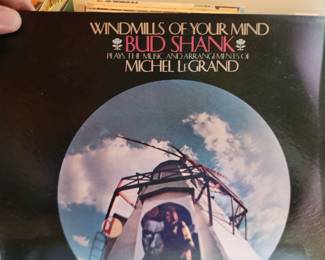 WINDMILLS OF YOUR MIND
BUD SHANK
PLAYS THE MUSIC AND ARRANGEMENTS OF
MICHEL LeGRAND